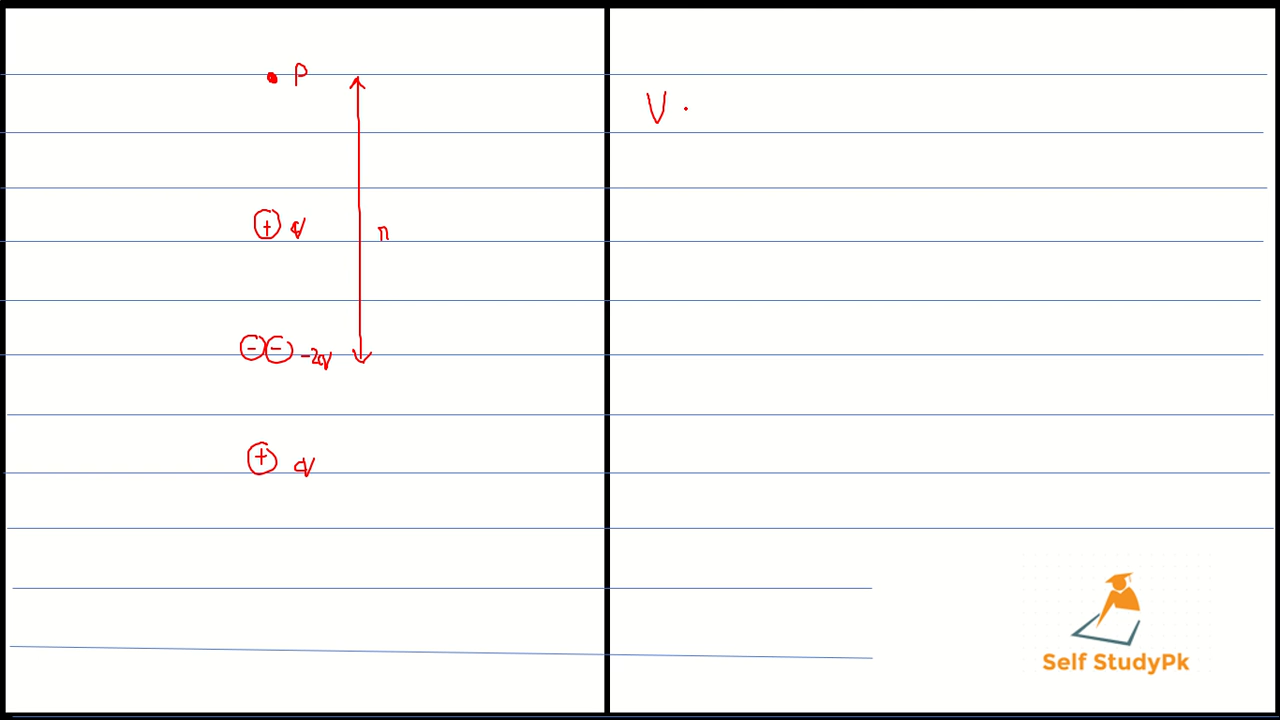 P
V
+ q
r
- - -2q
+ q
Self StudyPk